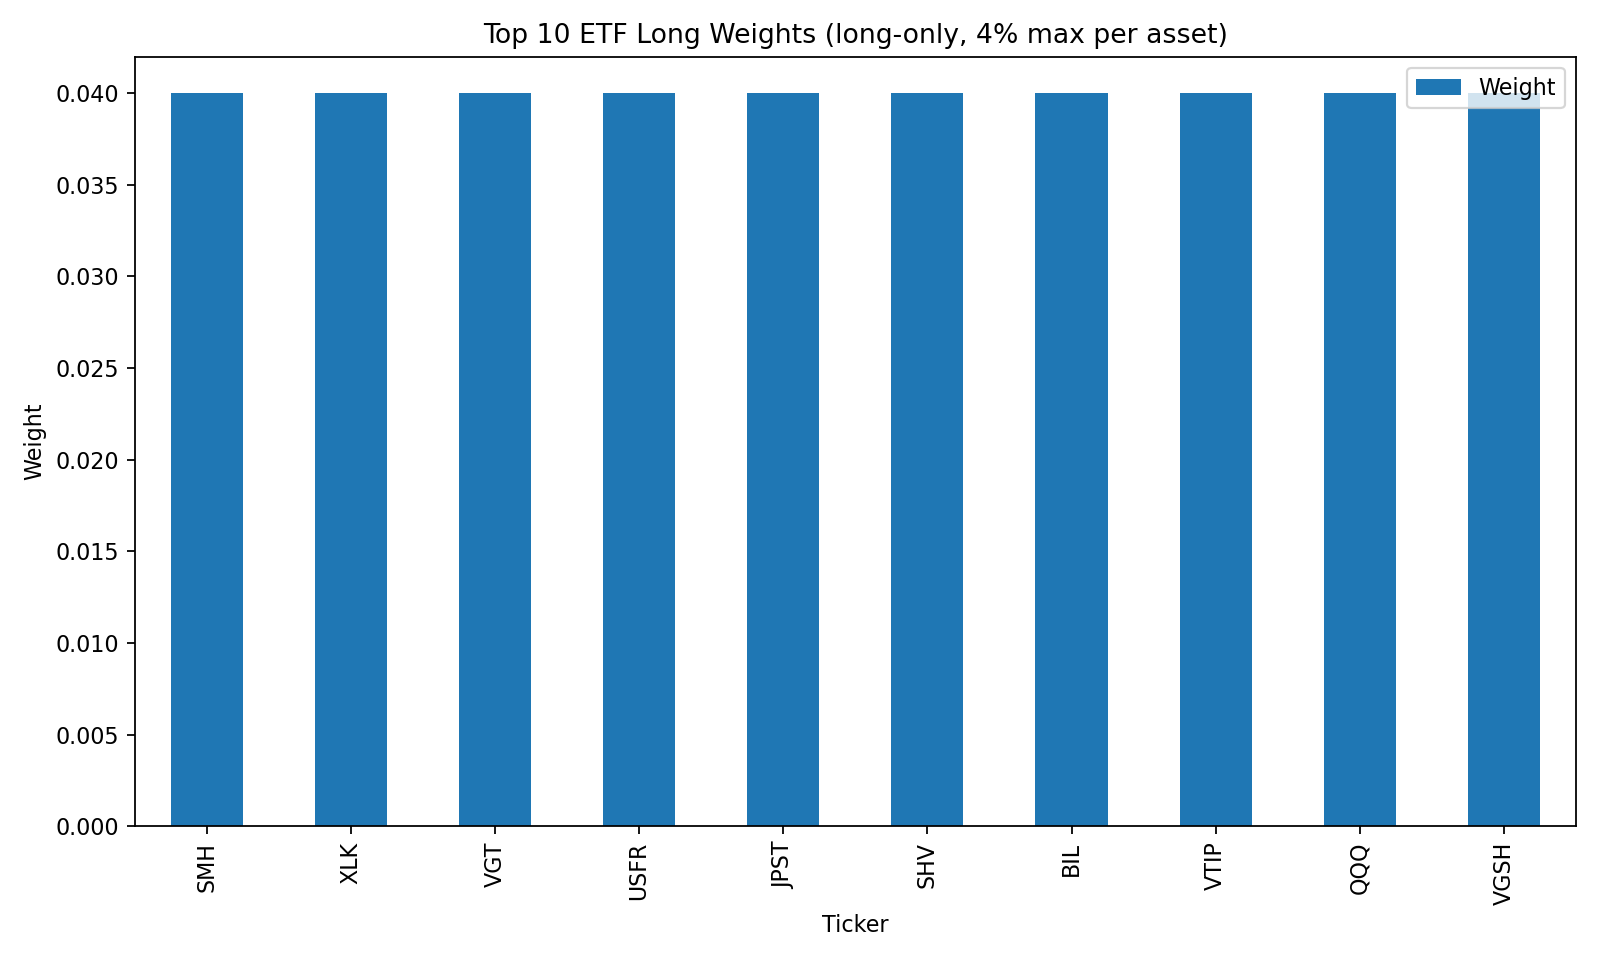 Top 10 ETF Long Weights (long-only, 4% max per asset)
Weight
0.040
0.035
0.030
0.025
0.020
0.015
0.010
0.005
0.000
Weight
SMH
XLK
VGT
USFR
JPST
SHV
BIL
VTIP
QQQ
VGSH
Ticker